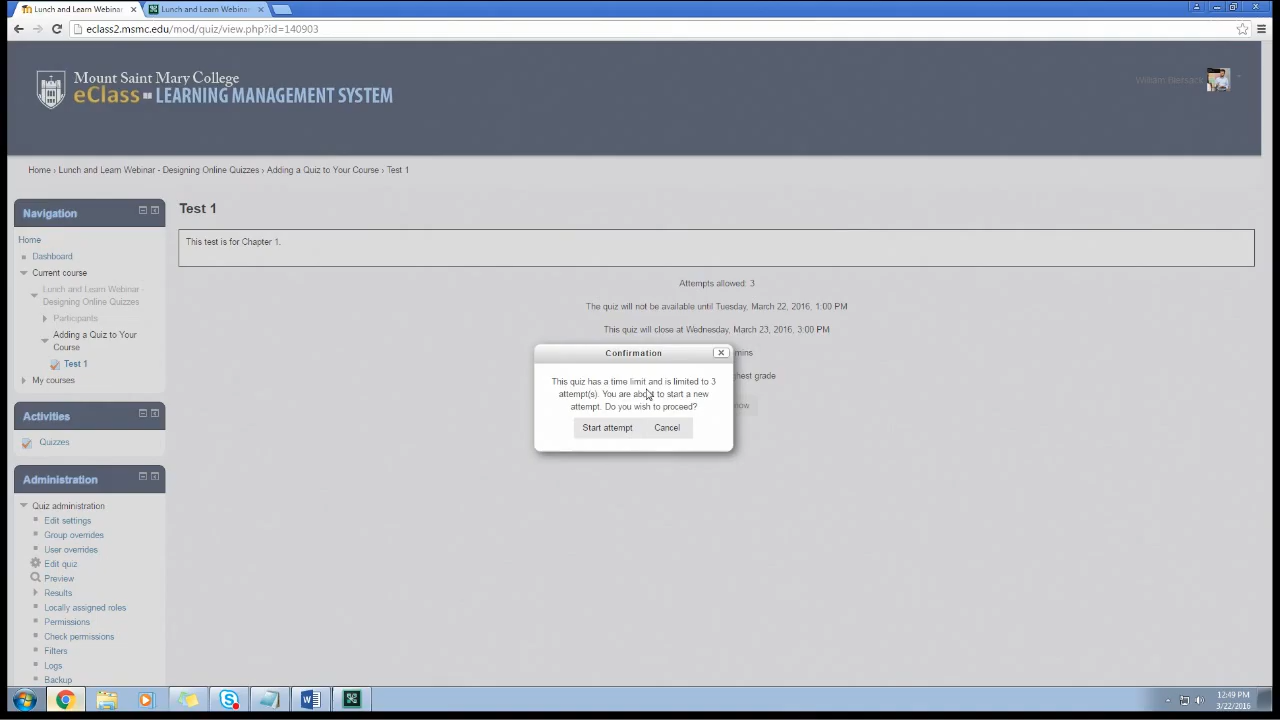 Lunch and Learn Webinar
Lunch and Learn Webinar
eclass2.msmc.edu/mod/quiz/view.php?id=140903
Mount Saint Mary College
eClass LEARNING MANAGEMENT SYSTEM
William
Home › Lunch and Learn Webinar - Designing Online Quizzes › Adding a Quiz to Your Course › Test 1
Navigation
Home
Dashboard
Current course
Lunch and Learn Webinar -
Designing Online Quizzes
Participants
Adding a Quiz to Your
Course
Test 1
My courses
Activities
Quizzes
Administration
Quiz administration
Edit settings
Group overrides
User overrides
Edit quiz
Preview
Results
Locally assigned roles
Permissions
Check permissions
Filters
Logs
Backup
Test 1
This test is for Chapter 1.
Attempts allowed: 3
The quiz will not be available until Tuesday, March 22, 2016, 1:00 PM
This quiz will close at Wednesday, March 23, 2016, 3:00 PM
mins
hest grade
now
Confirmation
This quiz has a time limit and is limited to 3
attempt(s). You are about to start a new
attempt. Do you wish to proceed?
Start attempt
Cancel
12:49 PM
3/22/2016